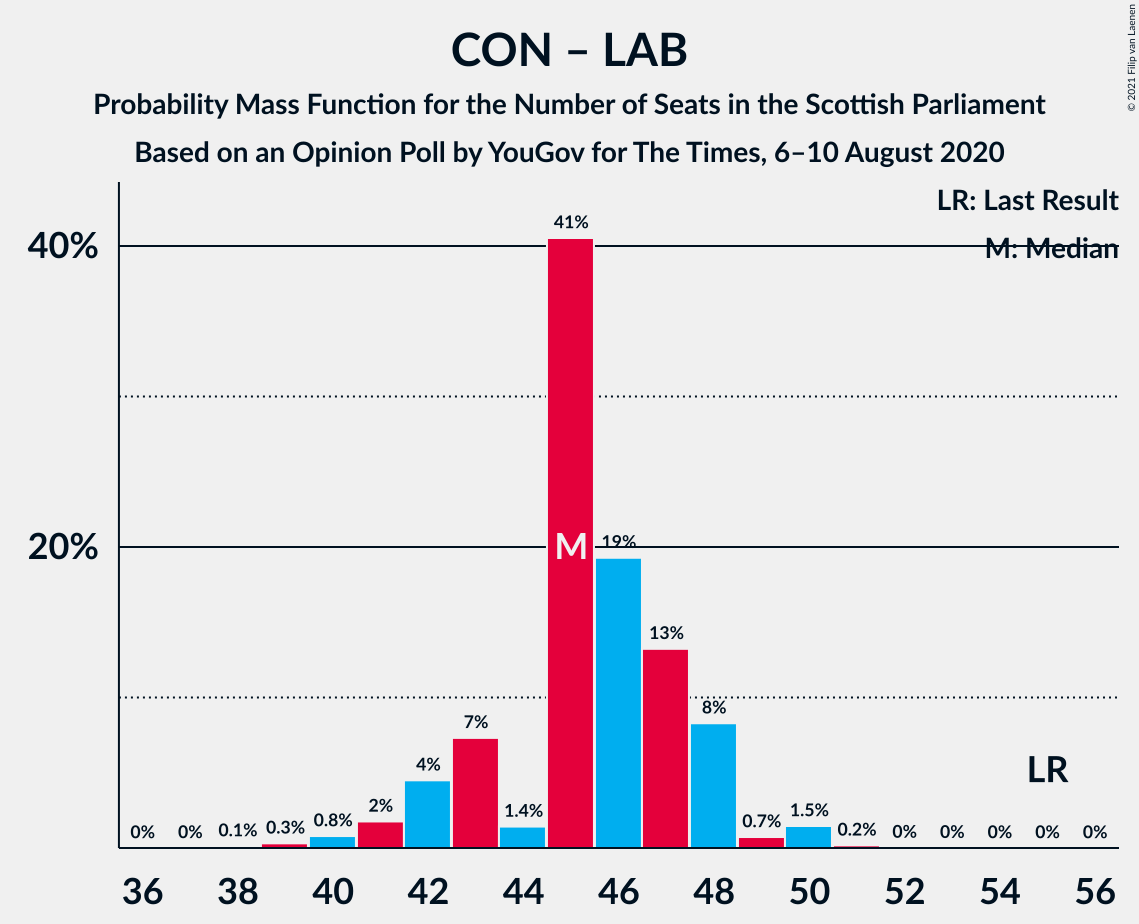 CON – LAB
Probability Mass Function for the Number of Seats in the Scottish Parliament
Based on an Opinion Poll by YouGov for The Times, 6–10 August 2020
© 2021 Filip van Laenen
LR: Last Result
M: Median
40%
20%
0%
0%
0.1%
0.3%
0.8%
2%
4%
7%
1.4%
41%
M
19%
13%
8%
0.7%
1.5%
0.2%
0%
0%
0%
0%
0%
LR
36 38 40 42 44 46 48 50 52 54 56